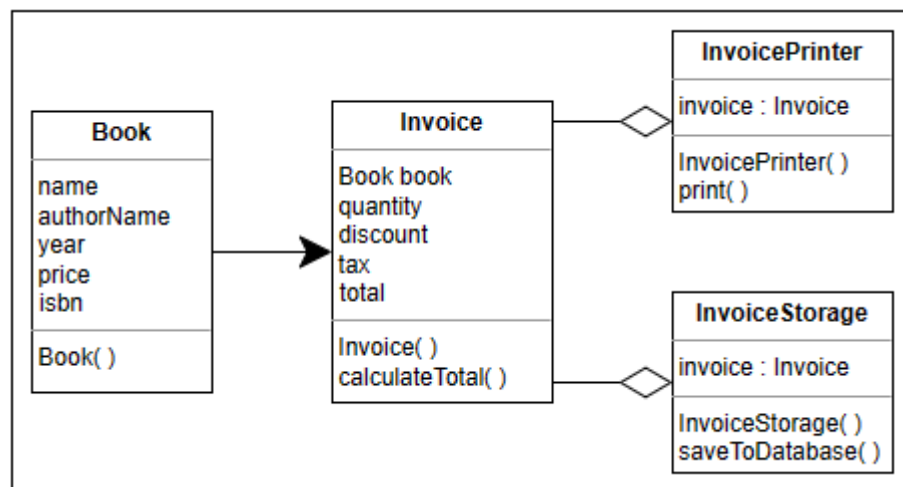 Book
name
authorName
year
price
isbn
Book( )
Invoice
Book book
quantity
discount
tax
total
Invoice( )
calculateTotal( )
InvoicePrinter
invoice : Invoice
InvoicePrinter( )
print( )
InvoiceStorage
invoice : Invoice
InvoiceStorage( )
saveToDatabase( )